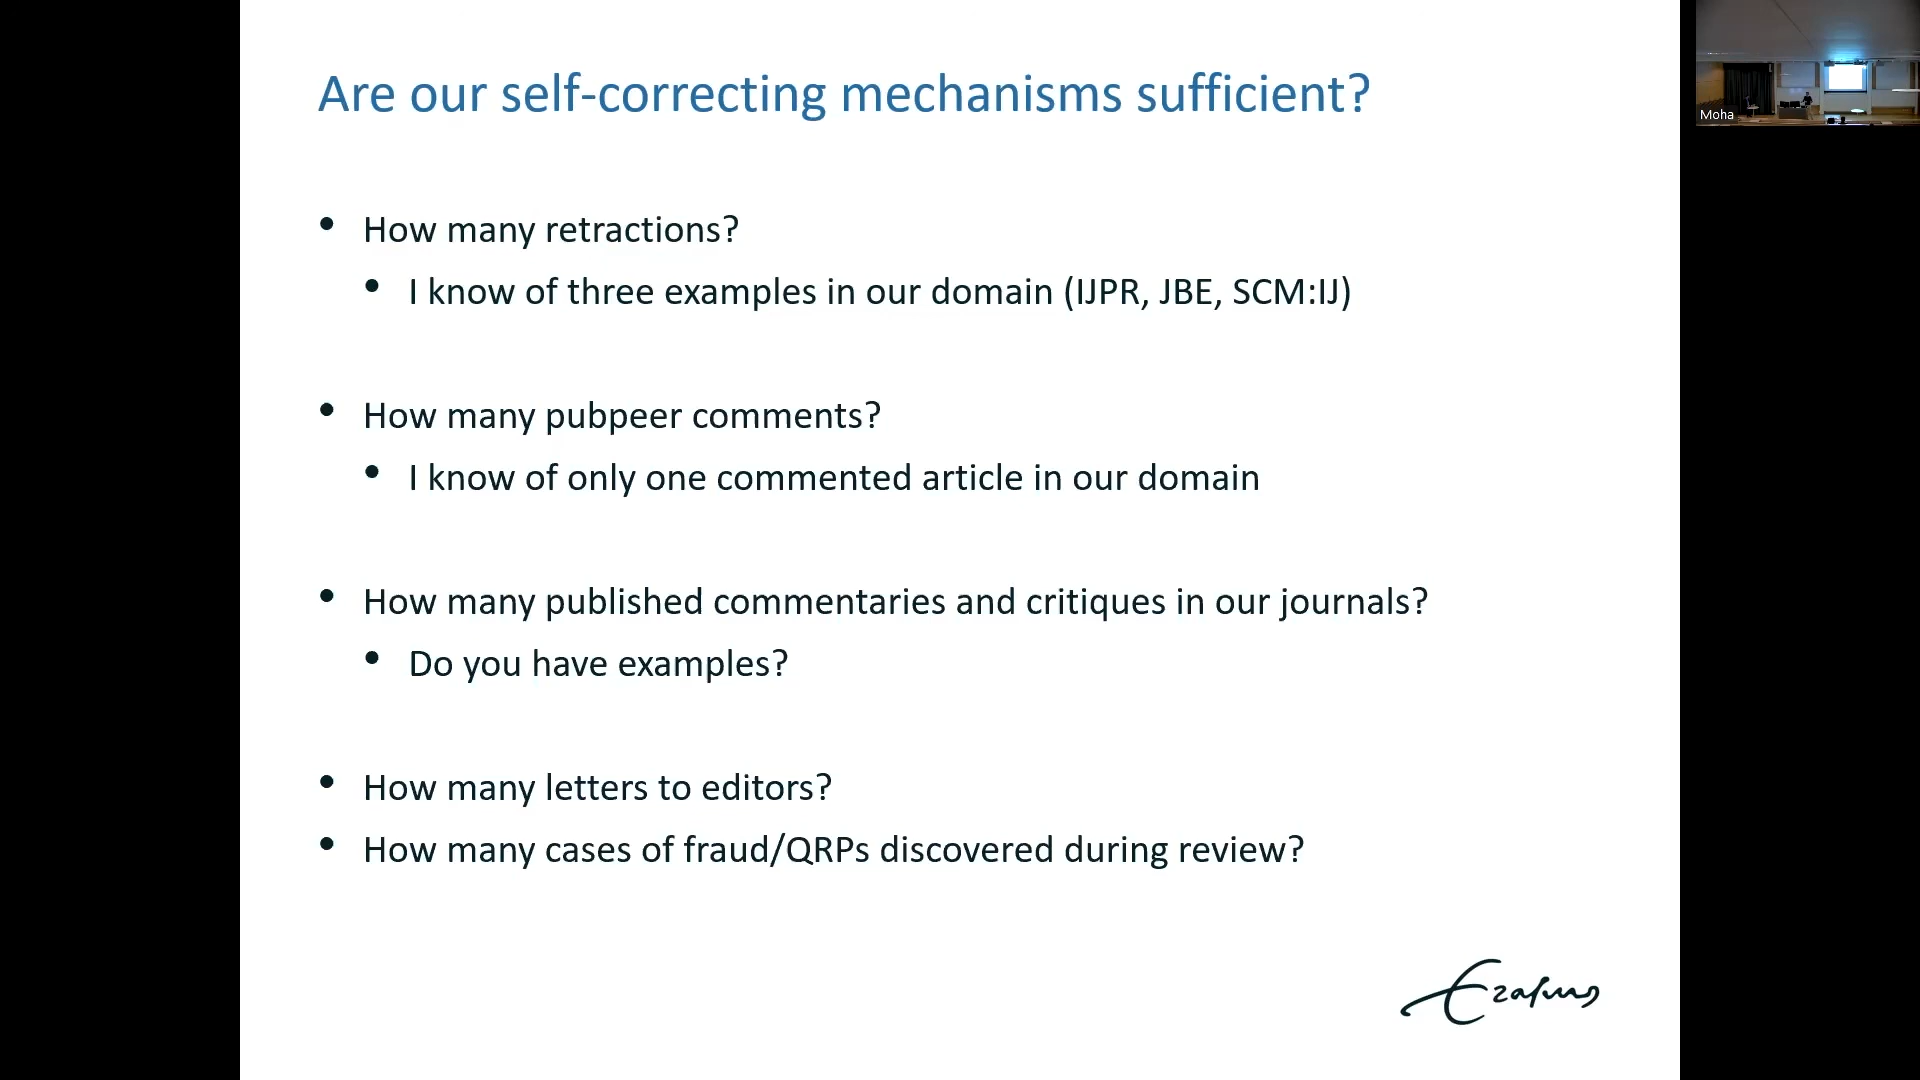 Are our self-correcting mechanisms sufficient?
• How many retractions?
• I know of three examples in our domain (IJPR, JBE, SCM:IJ)
• How many pubpeer comments?
• I know of only one commented article in our domain
• How many published commentaries and critiques in our journals?
• Do you have examples?
• How many letters to editors?
• How many cases of fraud/QRPs discovered during review?
Erasmus
Moha